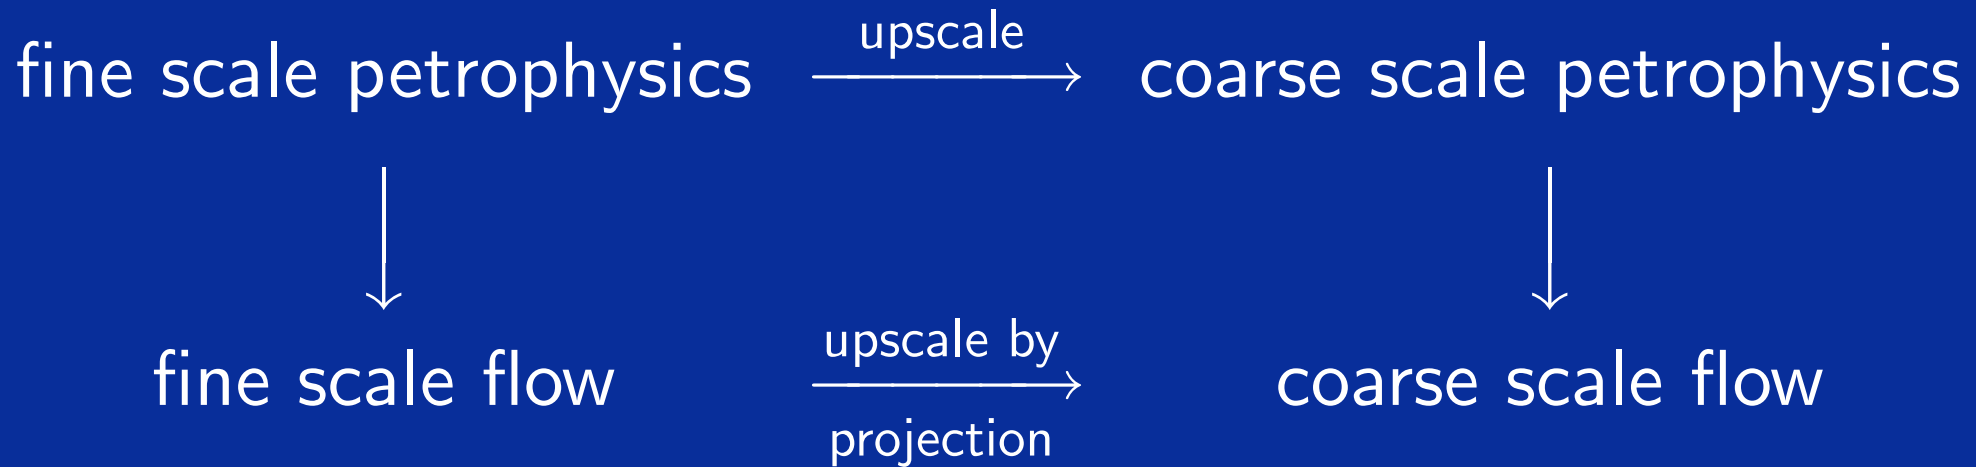 upscale
fine scale petrophysics
coarse scale petrophysics
upscale by
fine scale flow
coarse scale flow
projection